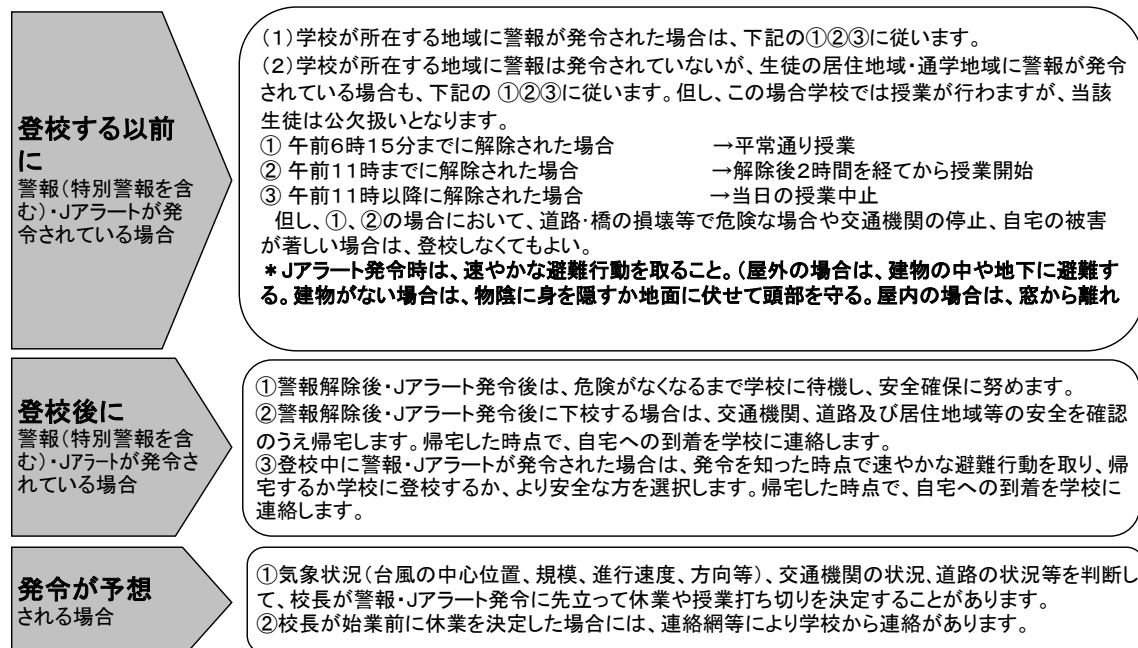 登校する以前
に
警報(特別警報を含
む)・Jアラートが発
令されている場合
(1)学校が所在する地域に警報が発令された場合は、下記の①②③に従います。
(2)学校が所在する地域に警報は発令されていないが、生徒の居住地域・通学地域に警報が発令
されている場合も、下記の ①②③に従います。但し、この場合学校では授業が行わますが、当該
生徒は公欠扱いとなります。
① 午前6時15分までに解除された場合 →平常通り授業
② 午前11時までに解除された場合 →解除後2時間を経てから授業開始
③ 午前11時以降に解除された場合 →当日の授業中止
但し、①、②の場合において、道路・橋の損壊等で危険な場合や交通機関の停止、自宅の被害
が著しい場合は、登校しなくてもよい。
*Jアラート発令時は、速やかな避難行動を取ること。(屋外の場合は、建物の中や地下に避難す
る。建物がない場合は、物陰に身を隠すか地面に伏せて頭部を守る。屋内の場合は、窓から離れ
登校後に
警報(特別警報を含
む)・Jアラートが発令さ
れている場合
①警報解除後・Jアラート発令後は、危険がなくなるまで学校に待機し、安全確保に努めます。
②警報解除後・Jアラート発令後に下校する場合は、交通機関、道路及び居住地域等の安全を確認
のうえ帰宅します。帰宅した時点で、自宅への到着を学校に連絡します。
③登校中に警報・Jアラートが発令された場合は、発令を知った時点で速やかな避難行動を取り、帰
宅するか学校に登校するか、より安全な方を選択します。帰宅した時点で、自宅への到着を学校に
連絡します。
発令が予想
される場合
①気象状況(台風の中心位置、規模、進行速度、方向等)、交通機関の状況、道路の状況等を判断し
て、校長が警報・Jアラート発令に先立って休業や授業打ち切りを決定することがあります。
②校長が始業前に休業を決定した場合には、連絡網等により学校から連絡があります。